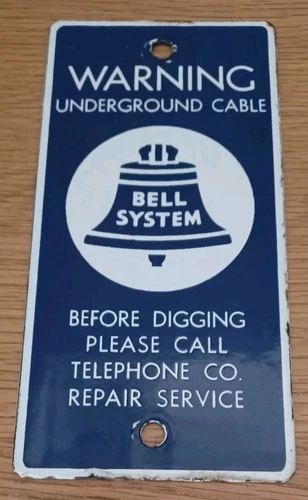 WARNING
UNDERGROUND CABLE
BELL
SYSTEM
BEFORE DIGGING
PLEASE CALL
TELEPHONE CO.
REPAIR SERVICE